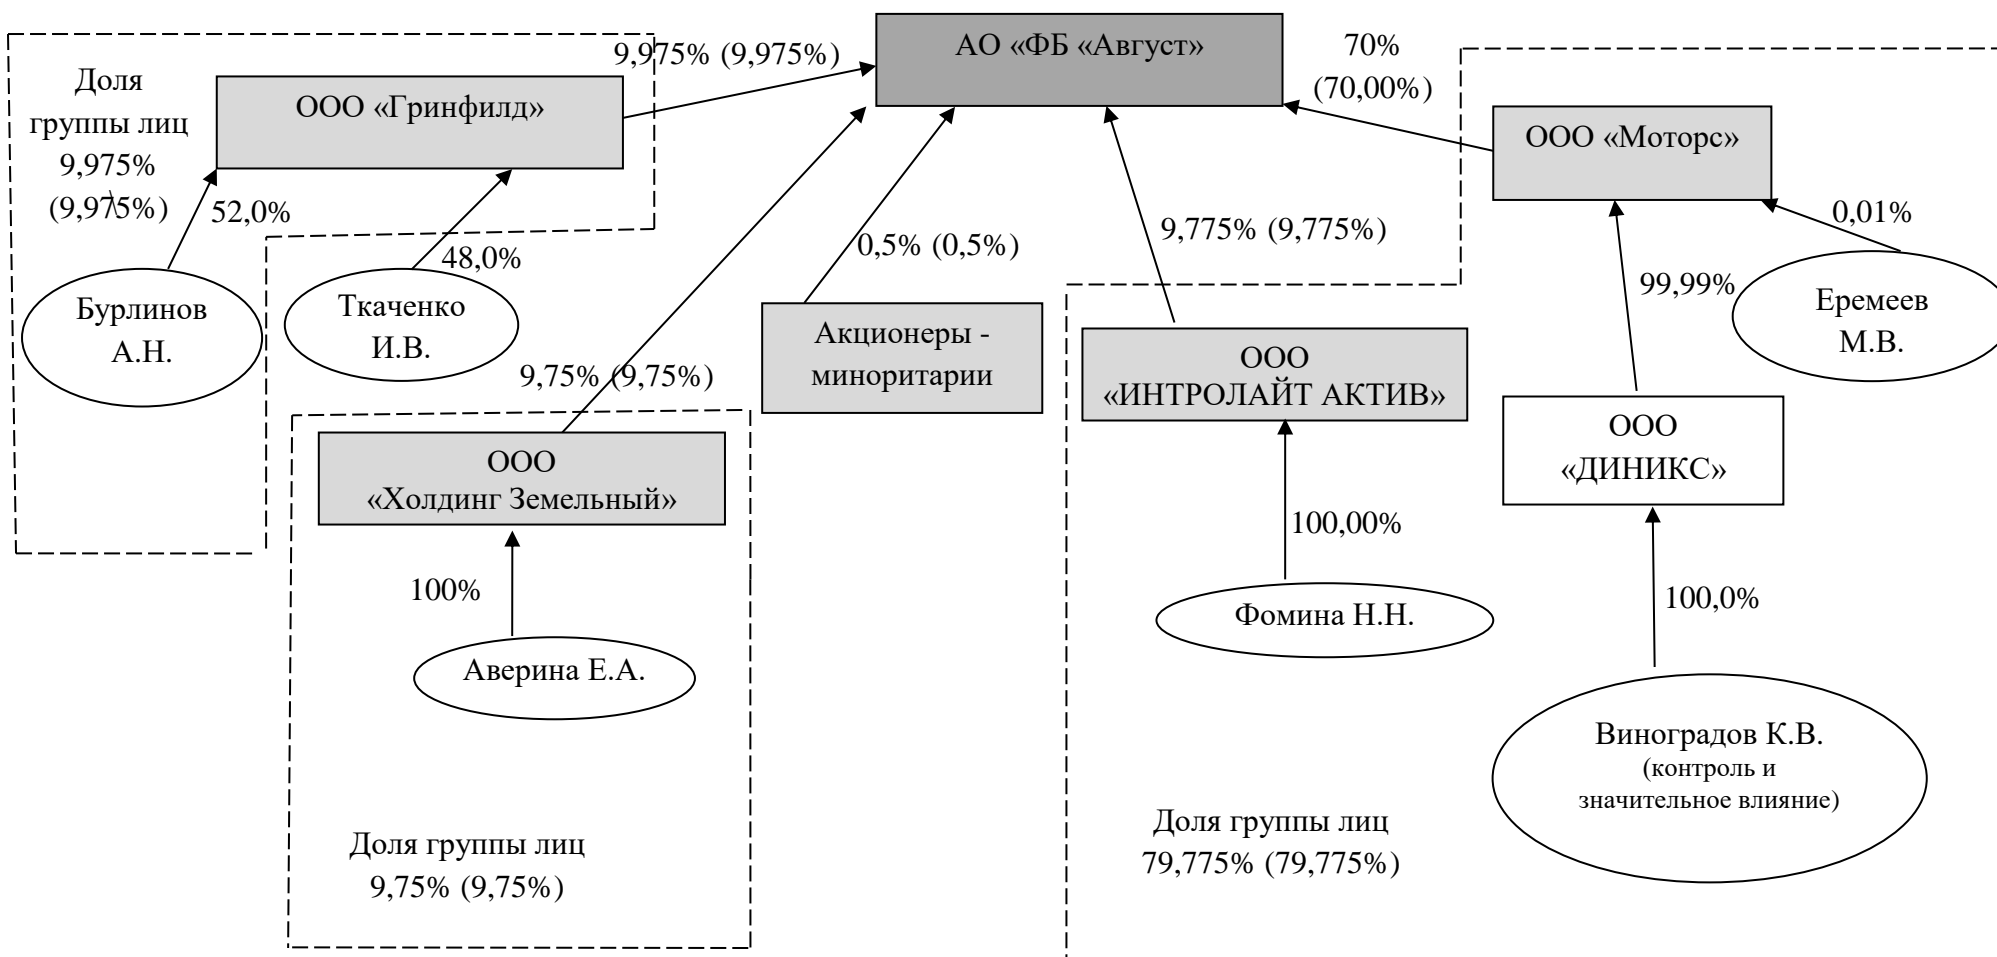 АО «ФБ «Август»
9,975% (9,975%)
70%
(70,00%)
Доля
группы лиц
9,975%
(9,975%)
\
ООО «Гринфилд»
ООО «Моторс»
52,0%
48,0%
0,5% (0,5%)
9,775% (9,775%)
0,01%
99,99%
Бурлинов
А.Н.
Ткаченко
И.В.
9,75% (9,75%)
Акционеры -
миноритарии
ООО
«ИНТРОЛАЙТ АКТИВ»
Еремеев
М.В.
ООО
«Холдинг Земельный»
ООО
«ДИНИКС»
100%
100,00%
100,0%
Аверина Е.А.
Фомина Н.Н.
Виноградов К.В.
(контроль и
значительное влияние)
Доля группы лиц
9,75% (9,75%)
Доля группы лиц
79,775% (79,775%)